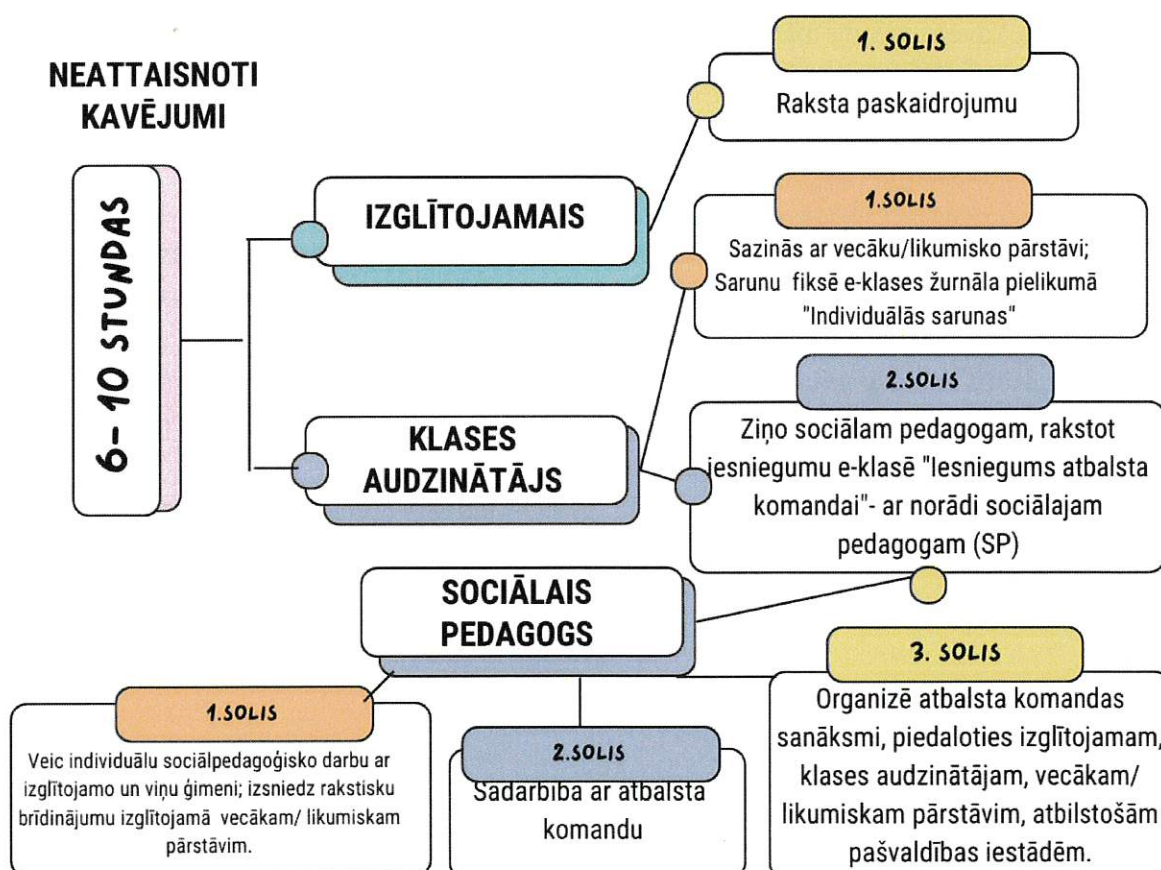 NEATTAISNOTI
KAVĒJUMI
6-10 STUNDAS
IZGLĪTOJAMAIS
1. SOLIS
Raksta paskaidrojumu
KLASES
AUDZINĀTĀJS
1.SOLIS
Sazinās ar vecāku/likumisko pārstāvi;
Sarunu fiksē e-klases žurnāla pielikumā
"Individuālās sarunas"
2.SOLIS
Ziņo sociālam pedagogam, rakstot
iesniegumu e-klasē "Iesniegums atbalsta
komandai"- ar norādi sociālajam
pedagogam (SP)
SOCIĀLAIS
PEDAGOGS
1.SOLIS
Veic individuālu sociālpedagoģisko darbu ar
izglītojamo un viņu ģimeni; izsniedz rakstisku
brīdinājumu izglītojamā vecākam/ likumiskam
pārstāvim.
2.SOLIS
Sadarbība ar atbalsta
komandu
3. SOLIS
Organizē atbalsta komandas
sanāksmi, piedaloties izglītojamam,
klases audzinātājam, vecākam/
likumiskam pārstāvim, atbilstošām
pašvaldības iestādēm.